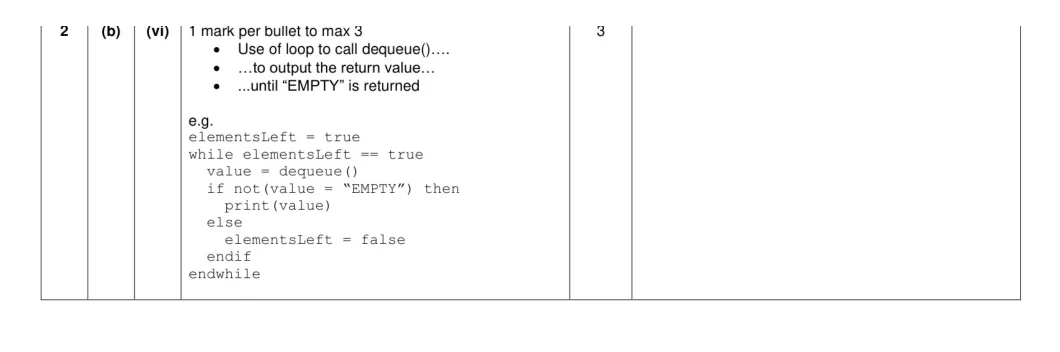 2 (b) (vi) 1 mark per bullet to max 3 3
• Use of loop to call dequeue()….
• …to output the return value…
• ...until “EMPTY” is returned
e.g.
elementsLeft = true
while elementsLeft == true
value = dequeue()
if not(value = “EMPTY”) then
print(value)
else
elementsLeft = false
endif
endwhile